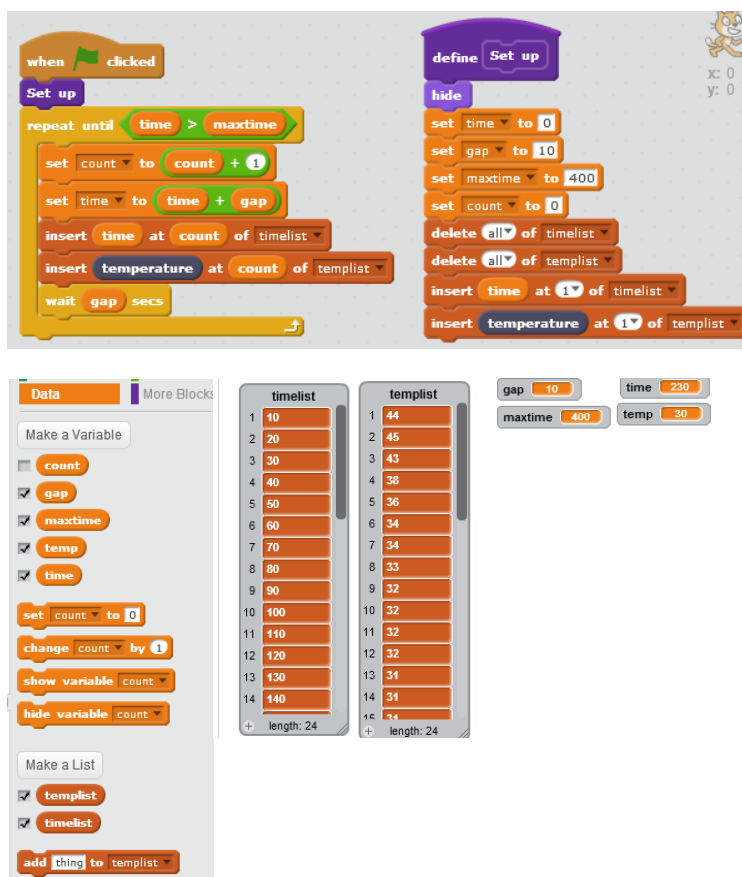 when clicked
Set up
repeat until time > maxtime
set count to count + 1
set time to time + gap
insert time at count of timelist
insert temperature at count of templist
wait gap secs
define Set up
hide
set time to 0
set gap to 10
set maxtime to 400
set count to 0
delete all of timelist
delete all of templist
insert time at 1 of timelist
insert temperature at 1 of templist
x: 0
y: 0
Data
More Blocks
Make a Variable
count
gap
maxtime
temp
time
set count to 0
change count by 1
show variable count
hide variable count
Make a List
templist
timelist
add thing to templist
timelist
1 10
2 20
3 30
4 40
5 50
6 60
7 70
8 80
9 90
10 100
11 110
12 120
13 130
14 140
+ length: 24
templist
1 44
2 45
3 43
4 38
5 36
6 34
7 34
8 33
9 32
10 32
11 32
12 32
13 31
14 31
15 31
+ length: 24
gap 10
time 230
maxtime 400
temp 30